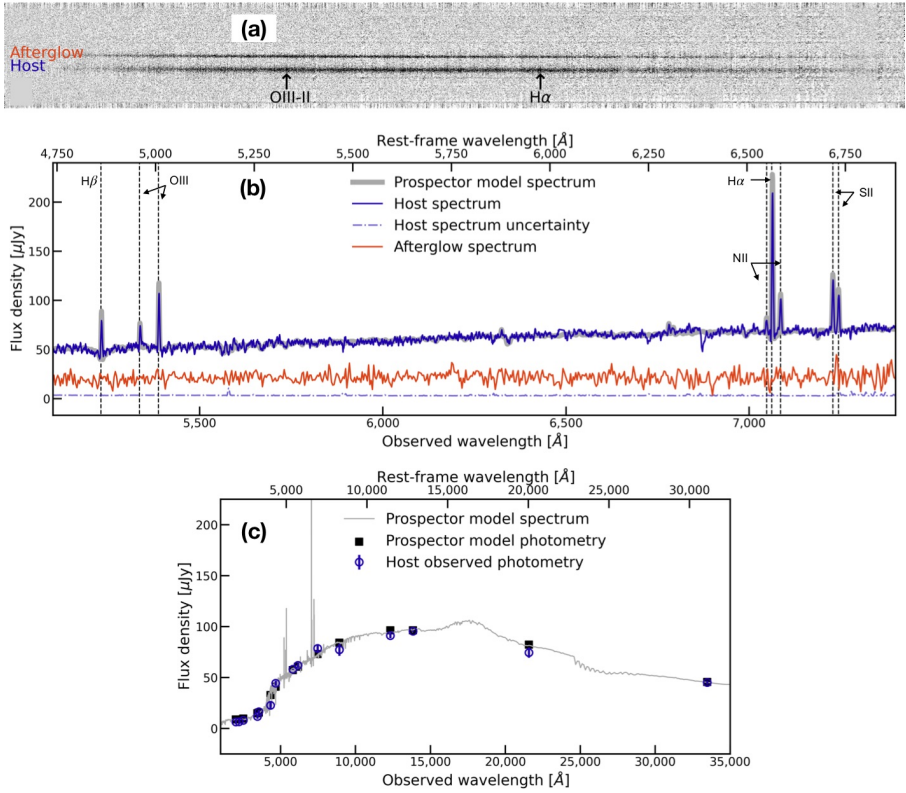 (a)
Afterglow
Host
OIII-II
Hα
Rest-frame wavelength [Å]
4,750 5,000 5,250 5,500 5,750 6,000 6,250 6,500 6,750
Hβ
OIII
(b)
Prospector model spectrum
Host spectrum
Host spectrum uncertainty
Afterglow spectrum
Hα
SII
NII
Flux density [μJy]
200
150
100
50
0
5,500 6,000 6,500 7,000
Observed wavelength [Å]
Rest-frame wavelength [Å]
5,000 10,000 15,000 20,000 25,000 30,000
(c)
Prospector model spectrum
Prospector model photometry
Host observed photometry
Flux density [μJy]
200
150
100
50
0
5,000 10,000 15,000 20,000 25,000 30,000 35,000
Observed wavelength [Å]